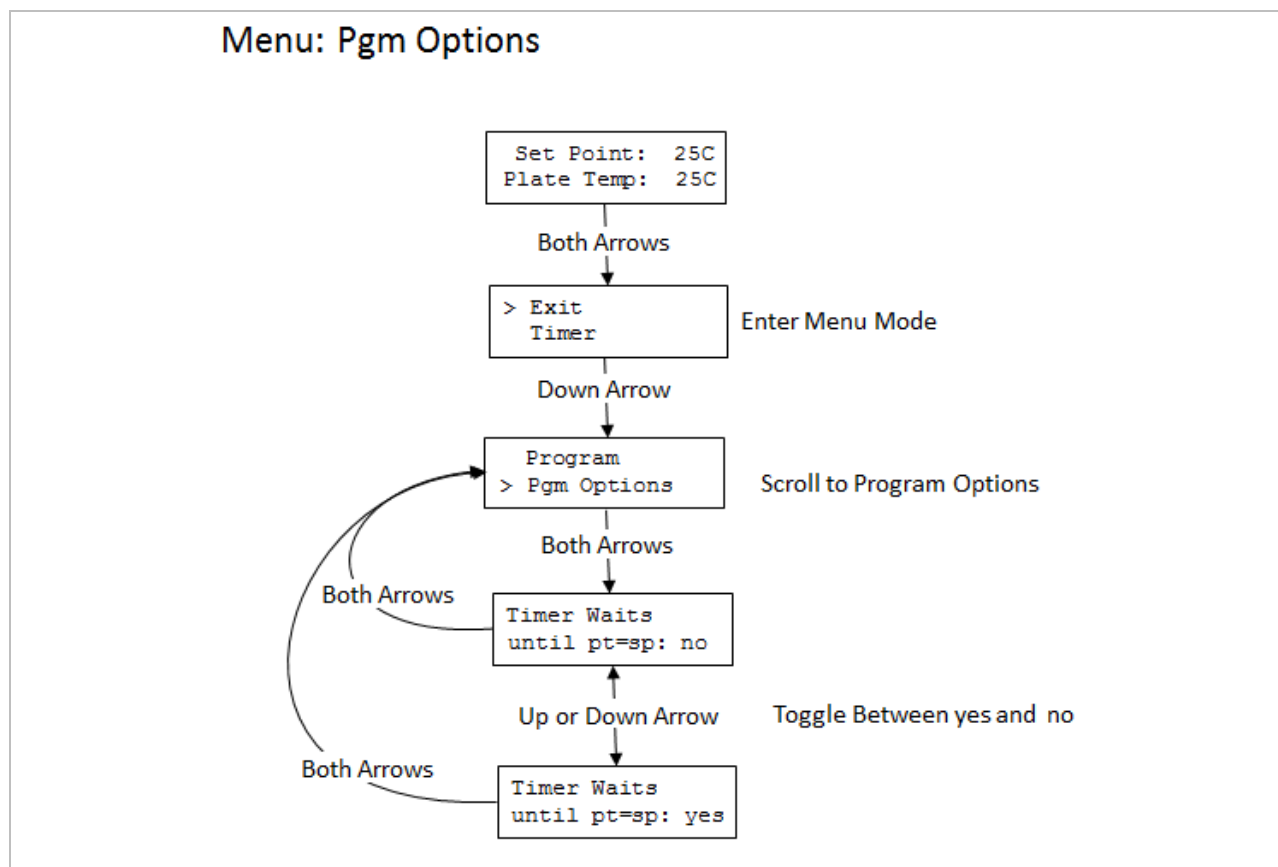 Menu: Pgm Options
Set Point: 25C
Plate Temp: 25C
Both Arrows
> Exit
Timer
Enter Menu Mode
Down Arrow
Program
> Pgm Options
Scroll to Program Options
Both Arrows
Both Arrows
Timer Waits
until pt=sp: no
Up or Down Arrow
Toggle Between yes and no
Both Arrows
Timer Waits
until pt=sp: yes